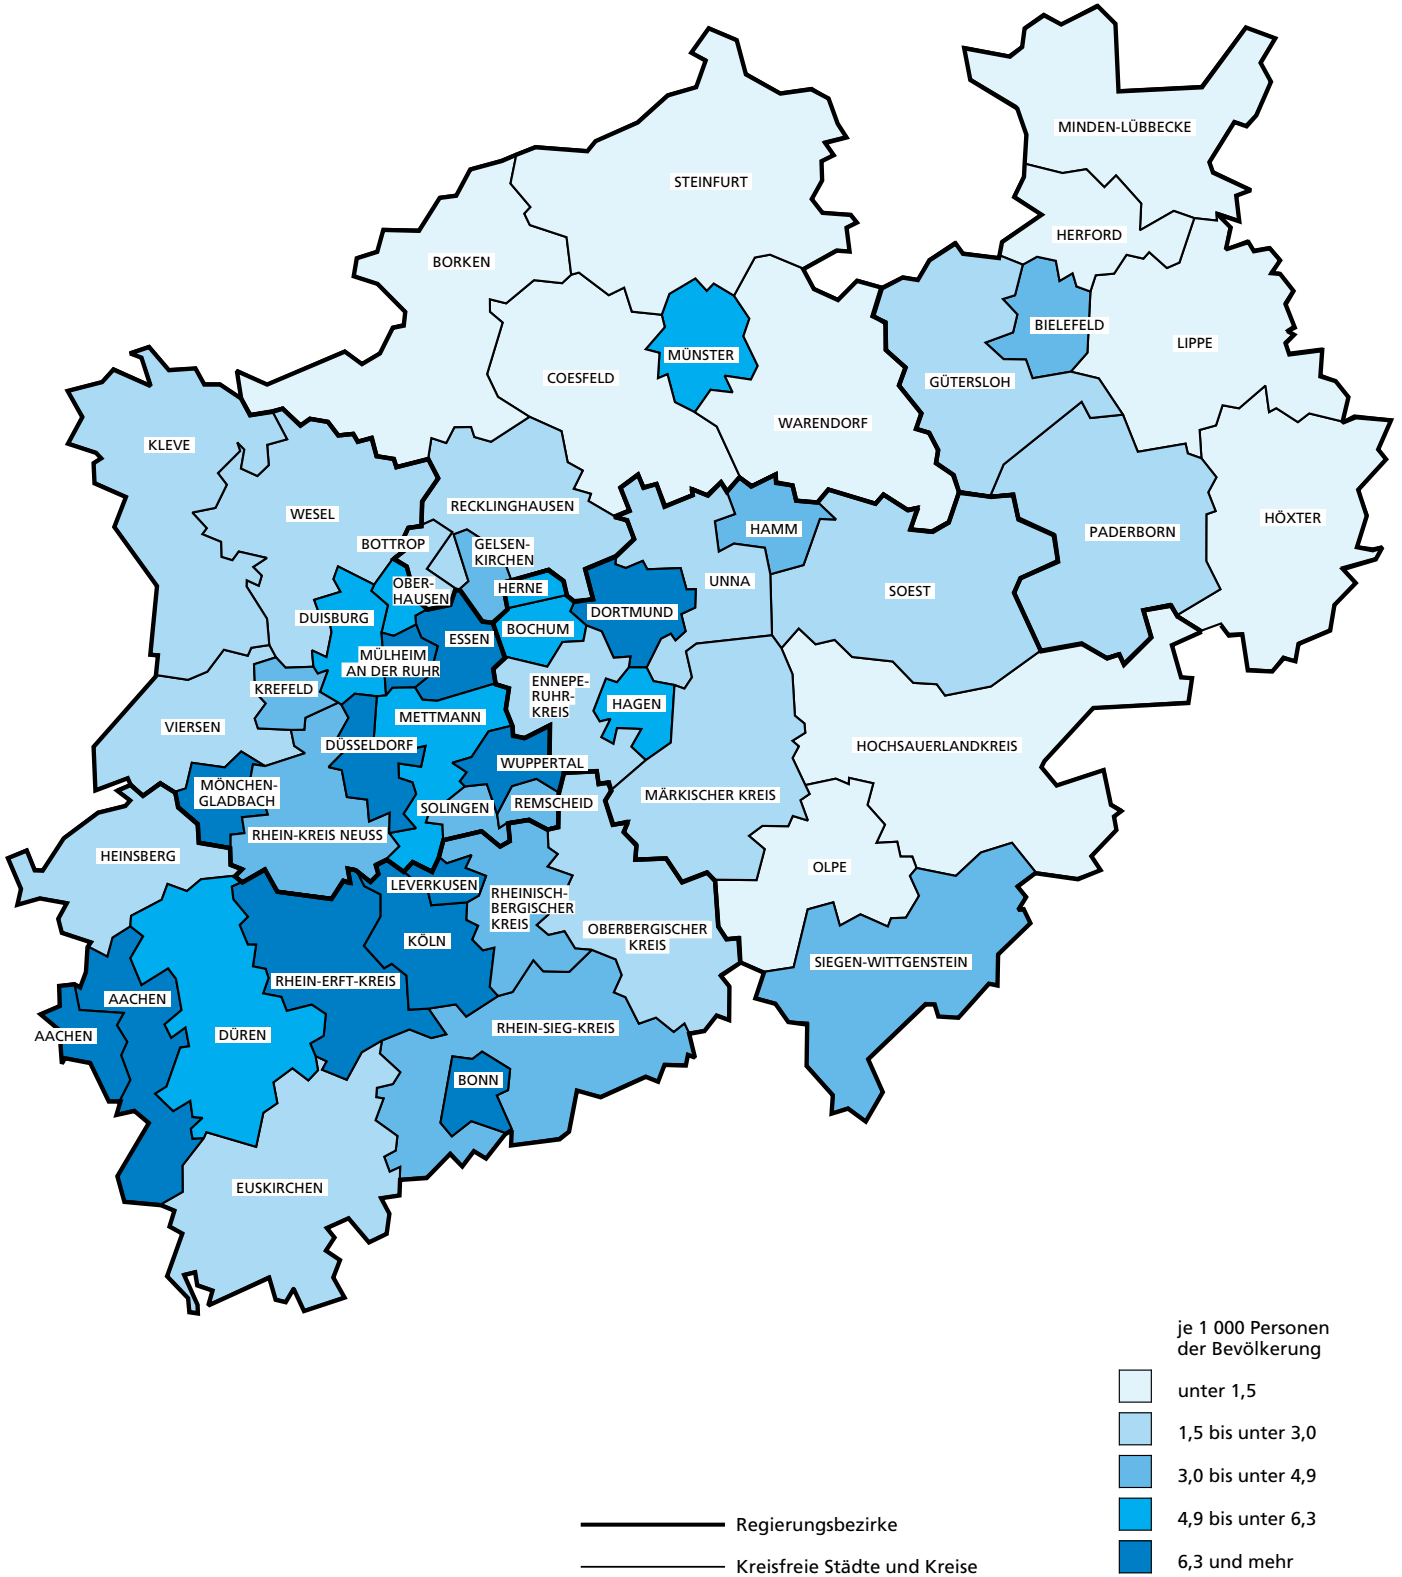 MINDEN-LÜBBECKE
STEINFURT
HERFORD
BORKEN
BIELEFELD
LIPPE
MÜNSTER
COESFELD
GÜTERSLOH
WARENDORF
KLEVE
RECKLINGHAUSEN
WESEL
HÖXTER
HAMM
PADERBORN
BOTTROP
GELSEN-
KIRCHEN
UNNA
OBER-
HAUSEN
HERNE
SOEST
DORTMUND
DUISBURG
BOCHUM
ESSEN
MÜLHEIM
AN DER RUHR
KREFELD
ENNEPE-
RUHR-
KREIS
HAGEN
METTMANN
VIERSEN
DÜSSELDORF
HOCHSAUERLANDKREIS
WUPPERTAL
MÖNCHEN-
GLADBACH
MÄRKISCHER KREIS
SOLINGEN
REMSCHEID
RHEIN-KREIS NEUSS
HEINSBERG
OLPE
LEVERKUSEN
RHEINISCH-
BERGISCHER
KREIS
OBERBERGISCHER
KREIS
KÖLN
SIEGEN-WITTGENSTEIN
RHEIN-ERFT-KREIS
AACHEN
RHEIN-SIEG-KREIS
AACHEN
DÜREN
BONN
EUSKIRCHEN
je 1 000 Personen
der Bevölkerung
unter 1,5
1,5 bis unter 3,0
3,0 bis unter 4,9
4,9 bis unter 6,3
6,3 und mehr
Regierungsbezirke
Kreisfreie Städte und Kreise